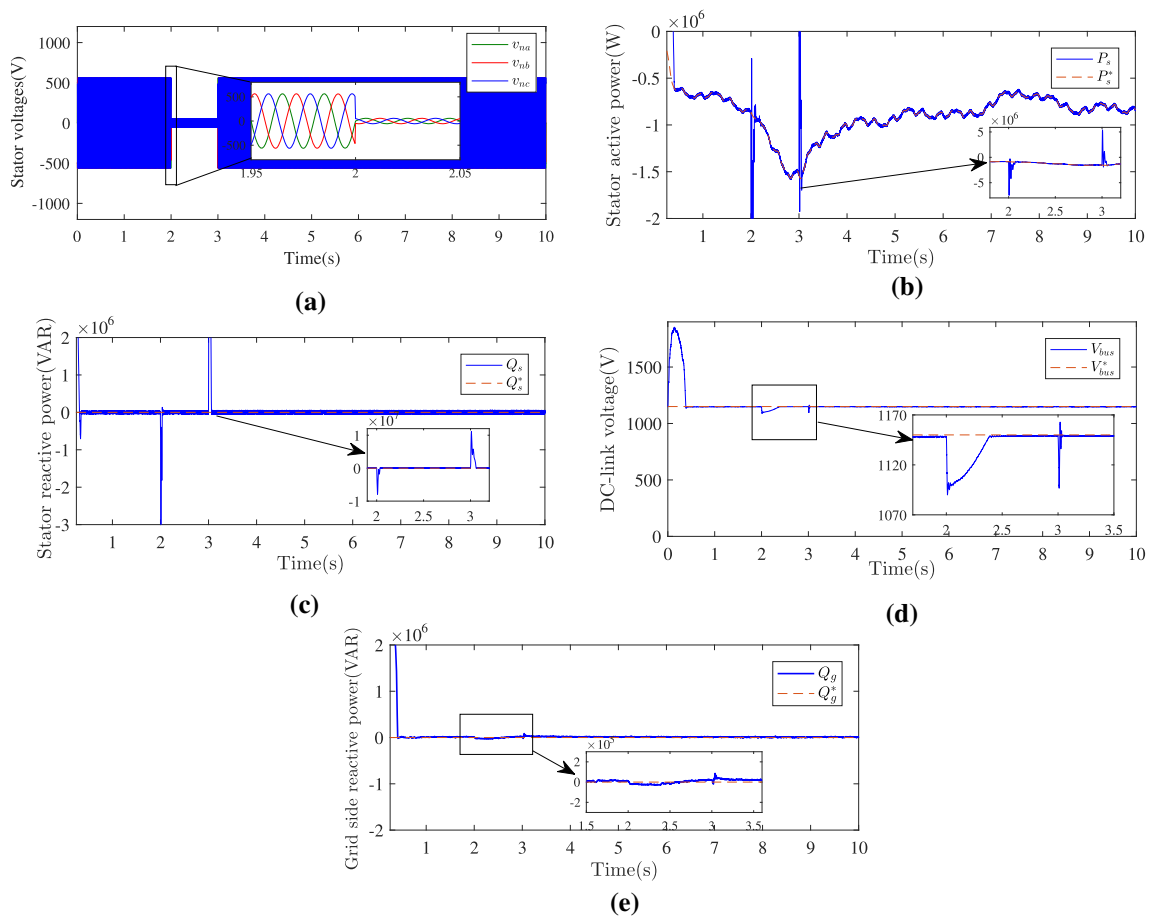 Stator voltages(V)
1200
500
0
-500
-1000
v_na
v_nb
v_nc
1.95
2
2.05
0 1 2 3 4 5 6 7 8 9 10
Time(s)
(a)
Stator active power(W)
×10^6
0
-0.5
-1
-1.5
-2
P_s
P_s^*
×10^6
5
0
-5
2 2.5 3
1 2 3 4 5 6 7 8 9 10
Time(s)
(b)
Stator reactive power(VAR)
×10^6
2
1
0
-1
-2
-3
Q_s
Q_s^*
×10^7
1
0
-1
2 2.5 3
1 2 3 4 5 6 7 8 9 10
Time(s)
(c)
DC-link voltage(V)
1500
1000
500
0
V_bus
V_bus^*
1170
1120
1070
2 2.5 3 3.5
0 1 2 3 4 5 6 7 8 9 10
Time(s)
(d)
Grid side reactive power(VAR)
×10^6
2
1
0
-1
-2
Q_g
Q_g^*
×10^5
2
0
-2
1.5 2 2.5 3 3.5
1 2 3 4 5 6 7 8 9 10
Time(s)
(e)